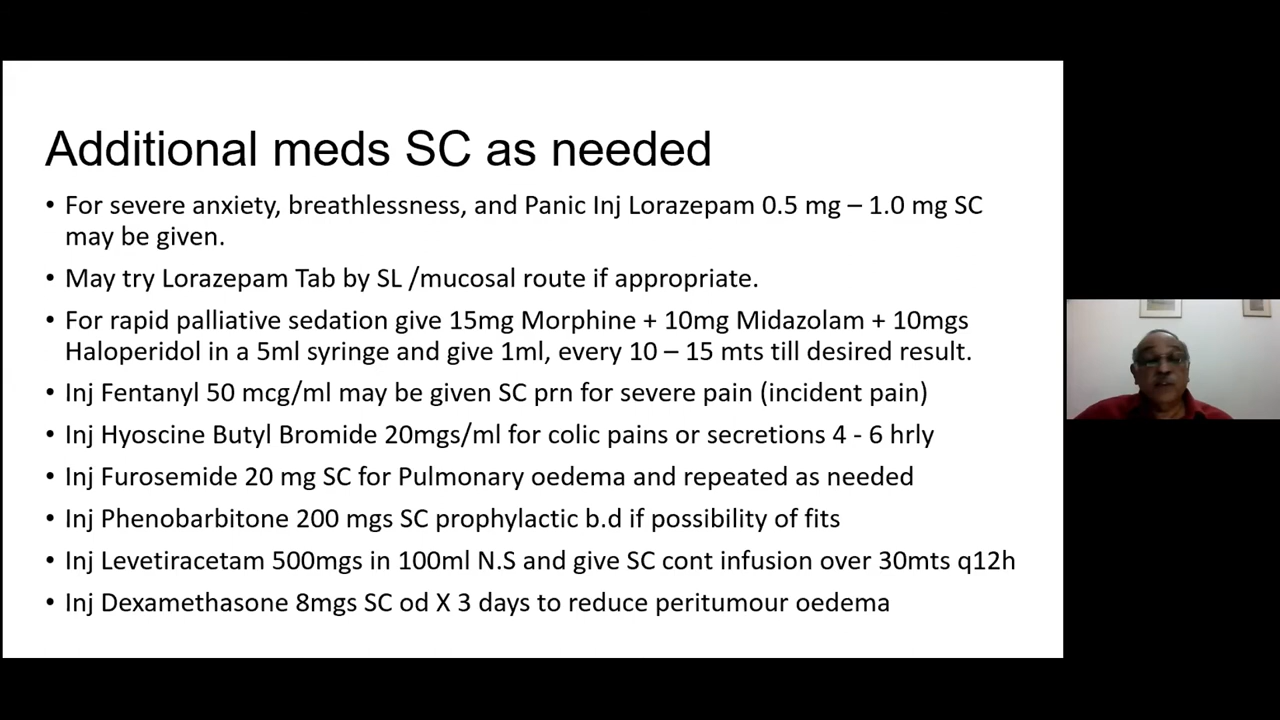 Additional meds SC as needed
• For severe anxiety, breathlessness, and Panic Inj Lorazepam 0.5 mg – 1.0 mg SC
may be given.
• May try Lorazepam Tab by SL /mucosal route if appropriate.
• For rapid palliative sedation give 15mg Morphine + 10mg Midazolam + 10mgs
Haloperidol in a 5ml syringe and give 1ml, every 10 – 15 mts till desired result.
• Inj Fentanyl 50 mcg/ml may be given SC prn for severe pain (incident pain)
• Inj Hyoscine Butyl Bromide 20mgs/ml for colic pains or secretions 4 - 6 hrly
• Inj Furosemide 20 mg SC for Pulmonary oedema and repeated as needed
• Inj Phenobarbitone 200 mgs SC prophylactic b.d if possibility of fits
• Inj Levetiracetam 500mgs in 100ml N.S and give SC cont infusion over 30mts q12h
• Inj Dexamethasone 8mgs SC od X 3 days to reduce peritumour oedema